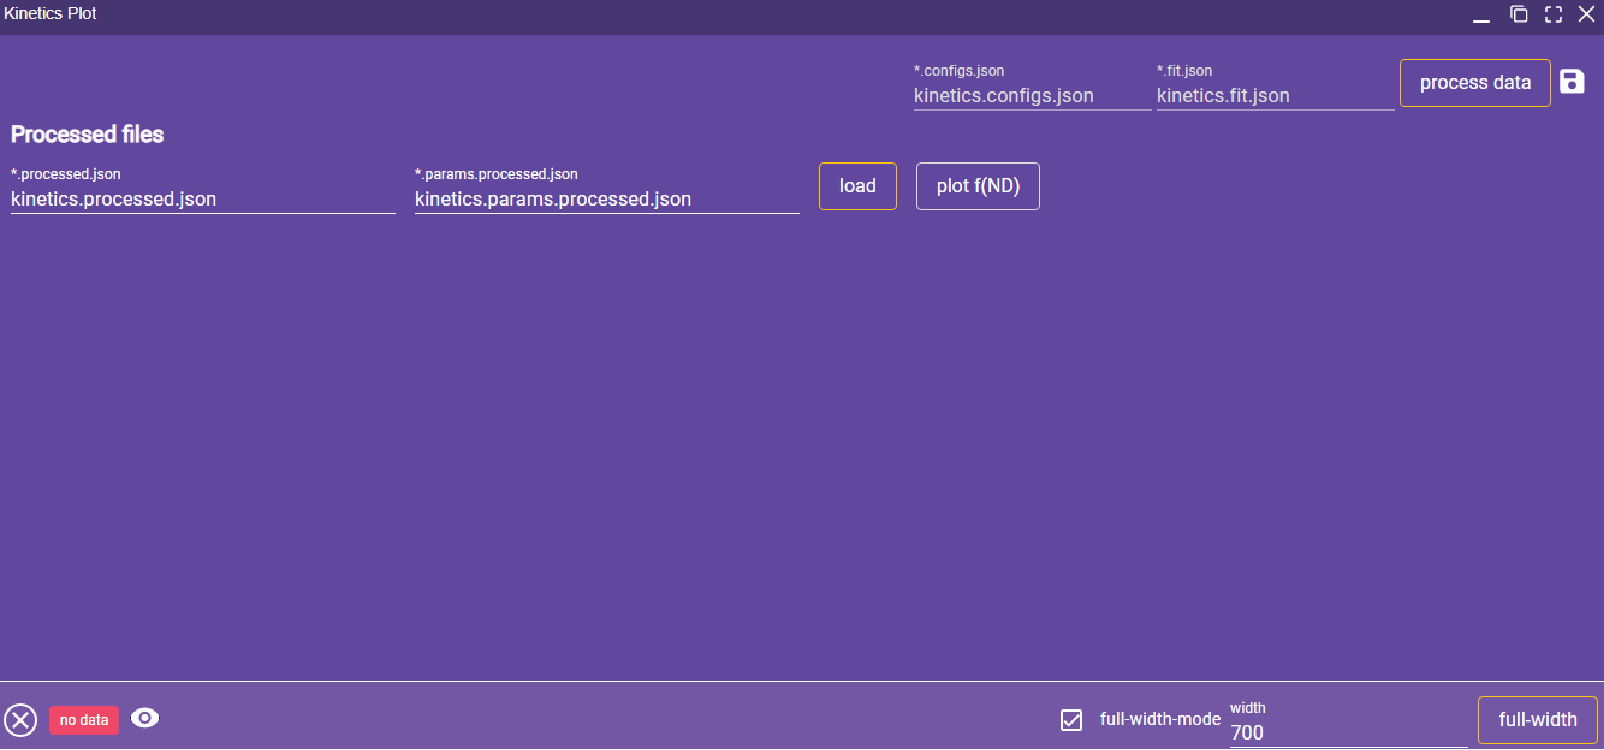 Kinetics Plot
*.configs.json
*.fit.json
kinetics.configs.json
kinetics.fit.json
process data
Processed files
*.processed.json
*.params.processed.json
kinetics.processed.json
kinetics.params.processed.json
load
plot f(ND)
no data
full-width-mode
width
700
full-width